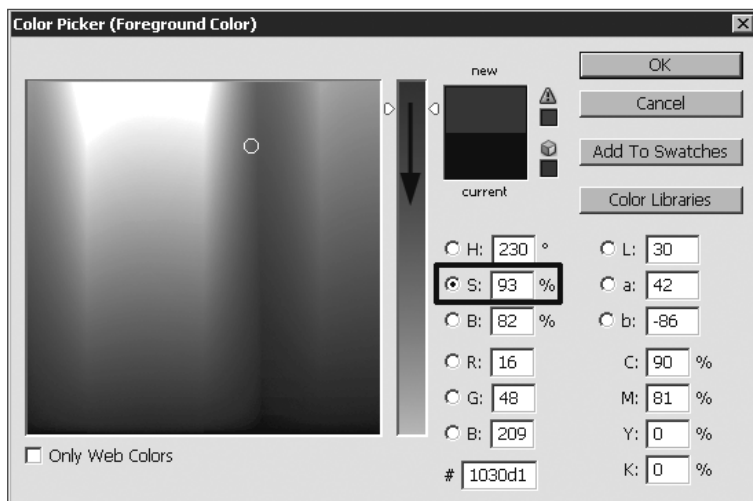 Color Picker (Foreground Color)
new
current
OK
Cancel
Add To Swatches
Color Libraries
H: 230 °
S: 93 %
B: 82 %
R: 16
G: 48
B: 209
# 1030d1
L: 30
a: 42
b: -86
C: 90 %
M: 81 %
Y: 0 %
K: 0 %
Only Web Colors